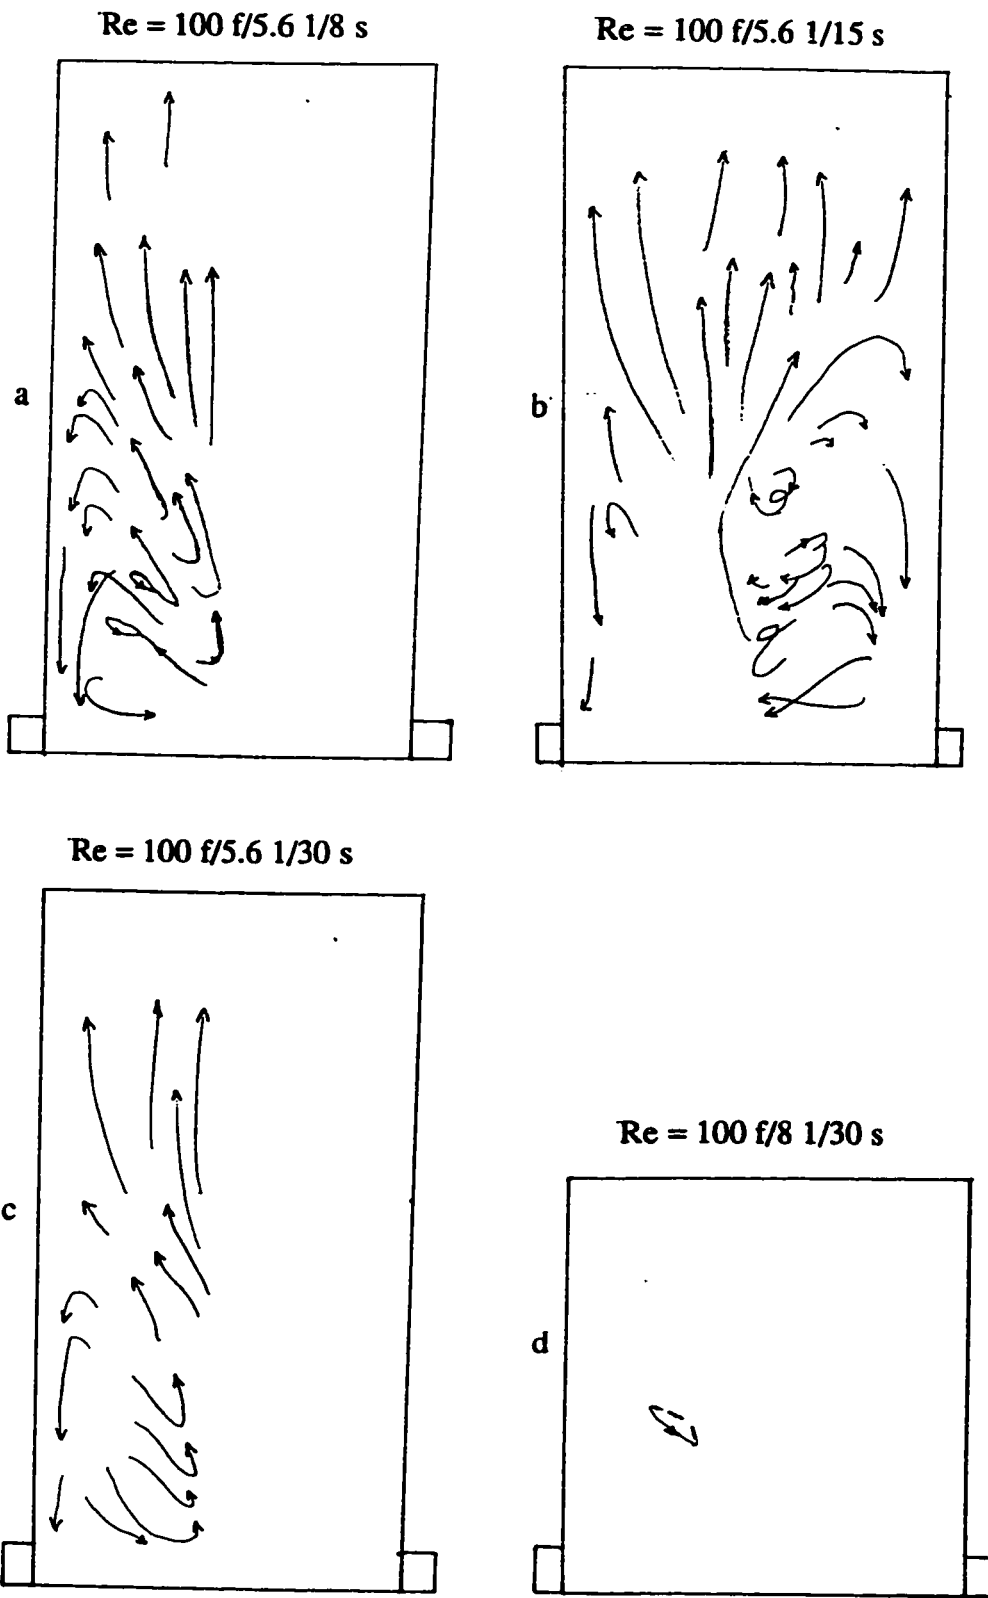 Re = 100 f/5.6 1/8 s
Re = 100 f/5.6 1/15 s
a
b
Re = 100 f/5.6 1/30 s
Re = 100 f/8 1/30 s
c
d